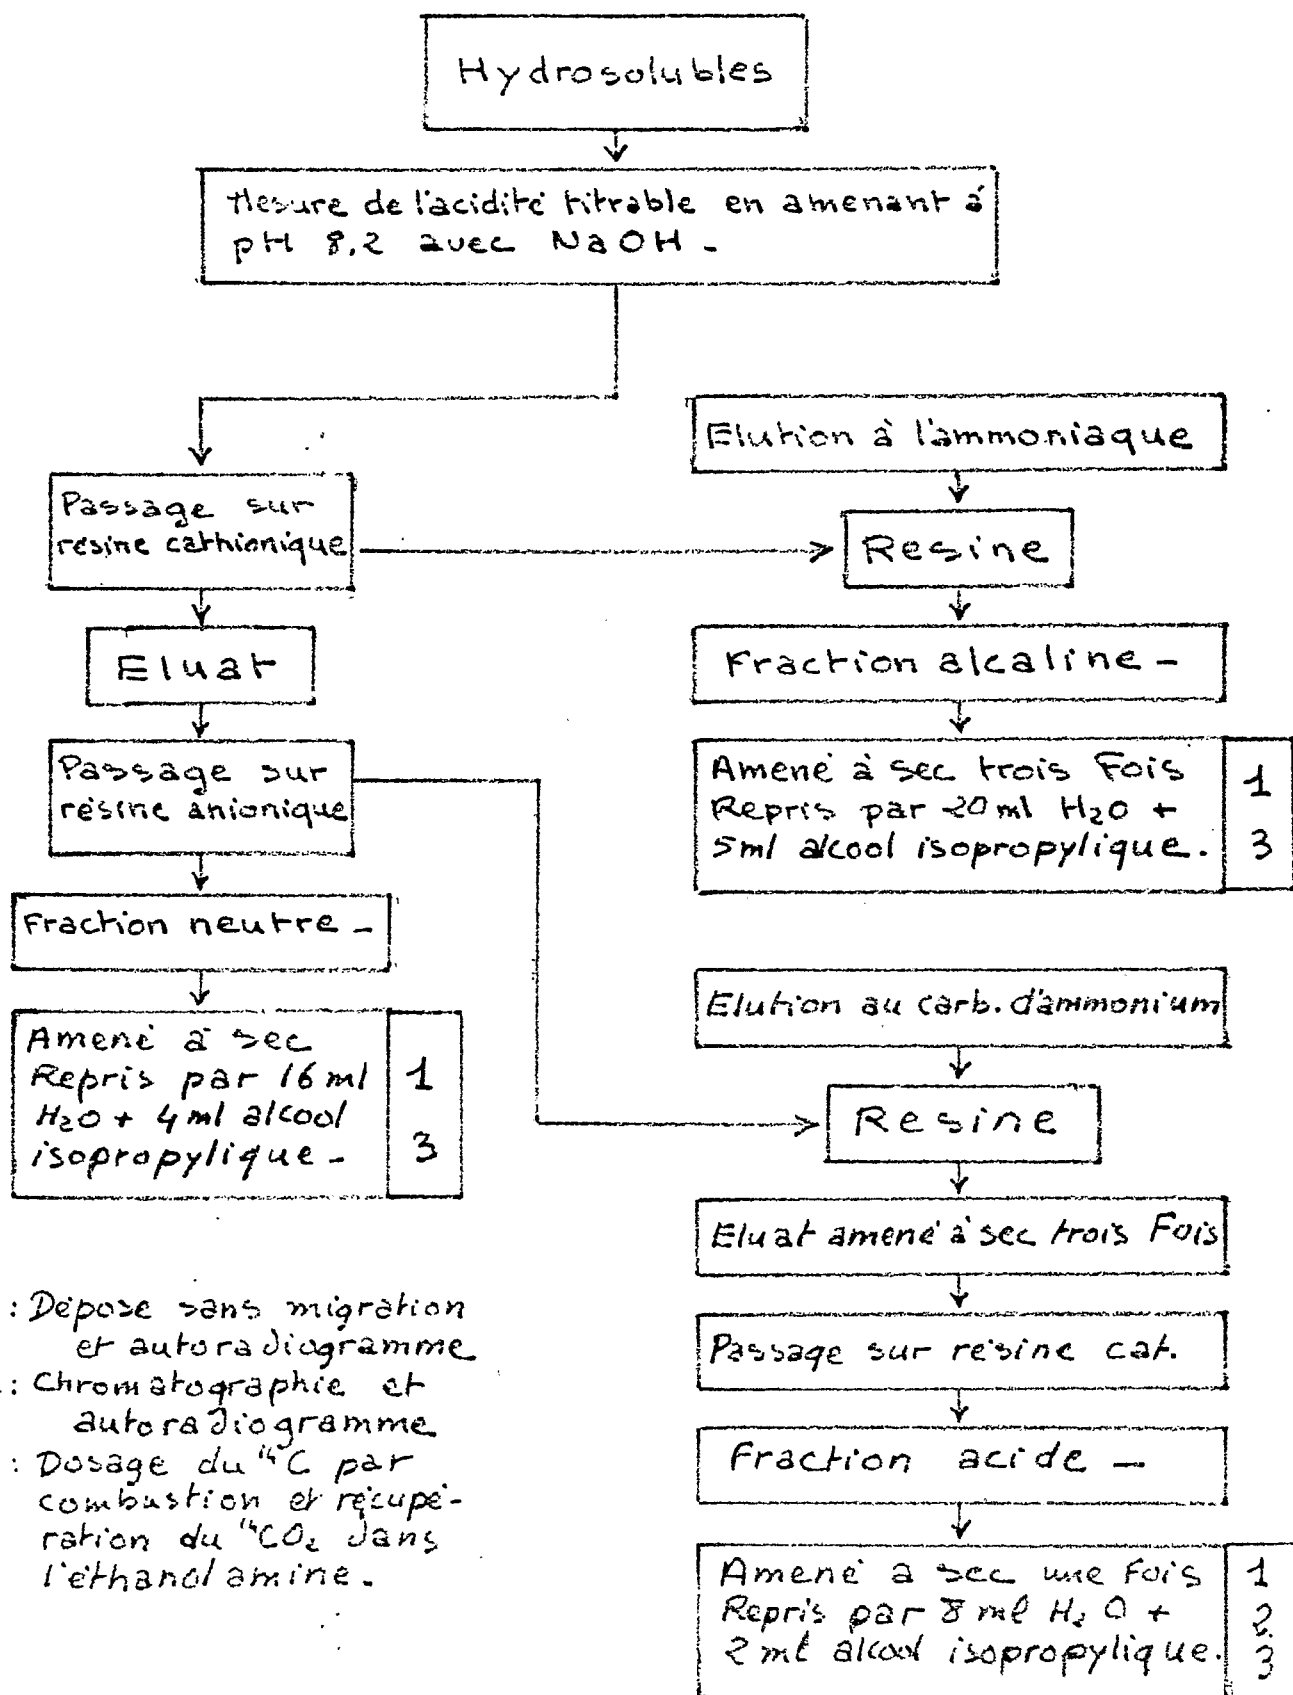 Hydrosolubles
Mesure de l'acidité titrable en amenant à
pH 8,2 avec NaOH -
Passage sur
résine cathionique
Eluat
Passage sur
résine anionique
Fraction neutre -
Amené à sec
Repris par 16 ml
H₂O + 4 ml alcool
isopropylique -
1
3
Elution à l'ammoniaque
Resine
Fraction alcaline -
Amené à sec trois Fois
Repris par 20 ml H₂O +
5 ml alcool isopropylique.
1
3
Elution au carb. d'ammonium
Resine
Eluat amené à sec trois Fois
Passage sur résine cat.
Fraction acide -
Amené a sec une Fois
Repris par 8 ml H₂O +
2 ml alcool isopropylique.
1
2
3
: Dépose sans migration
et autoradiogramme
: Chromatographie et
autoradiogramme
: Dosage du ¹⁴C par
combustion et récupé-
ration du ¹⁴CO₂ dans
l'éthanolamine.